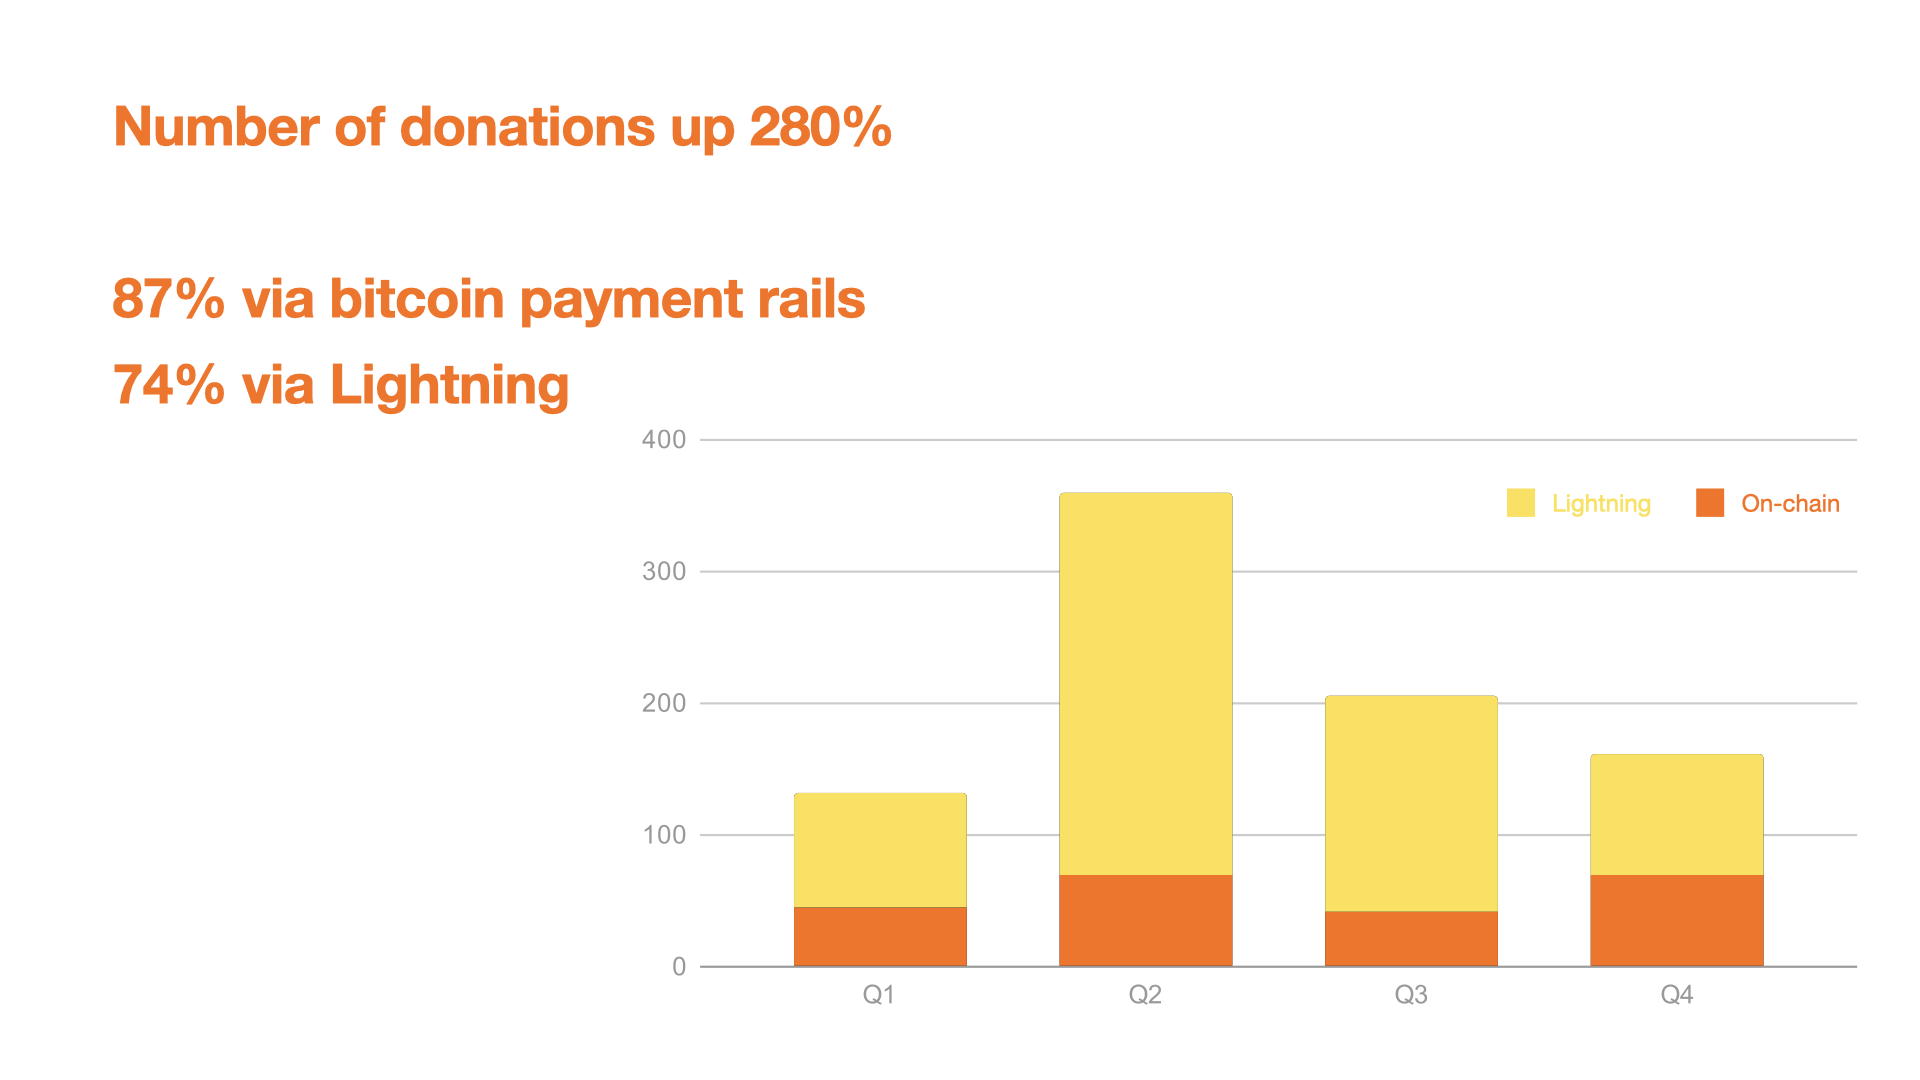 Number of donations up 280%
87% via bitcoin payment rails
74% via Lightning
400
Lightning On-chain
300
200
100
0
Q1 Q2 Q3 Q4